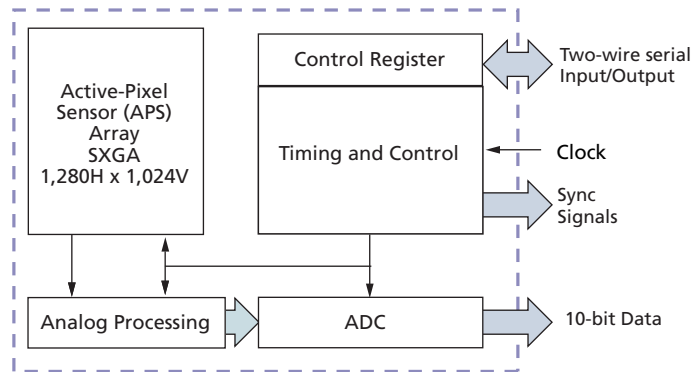 Active-Pixel
Sensor (APS)
Array
SXGA
1,280H x 1,024V
Control Register
Timing and Control
Two-wire serial
Input/Output
Clock
Sync
Signals
Analog Processing
ADC
10-bit Data